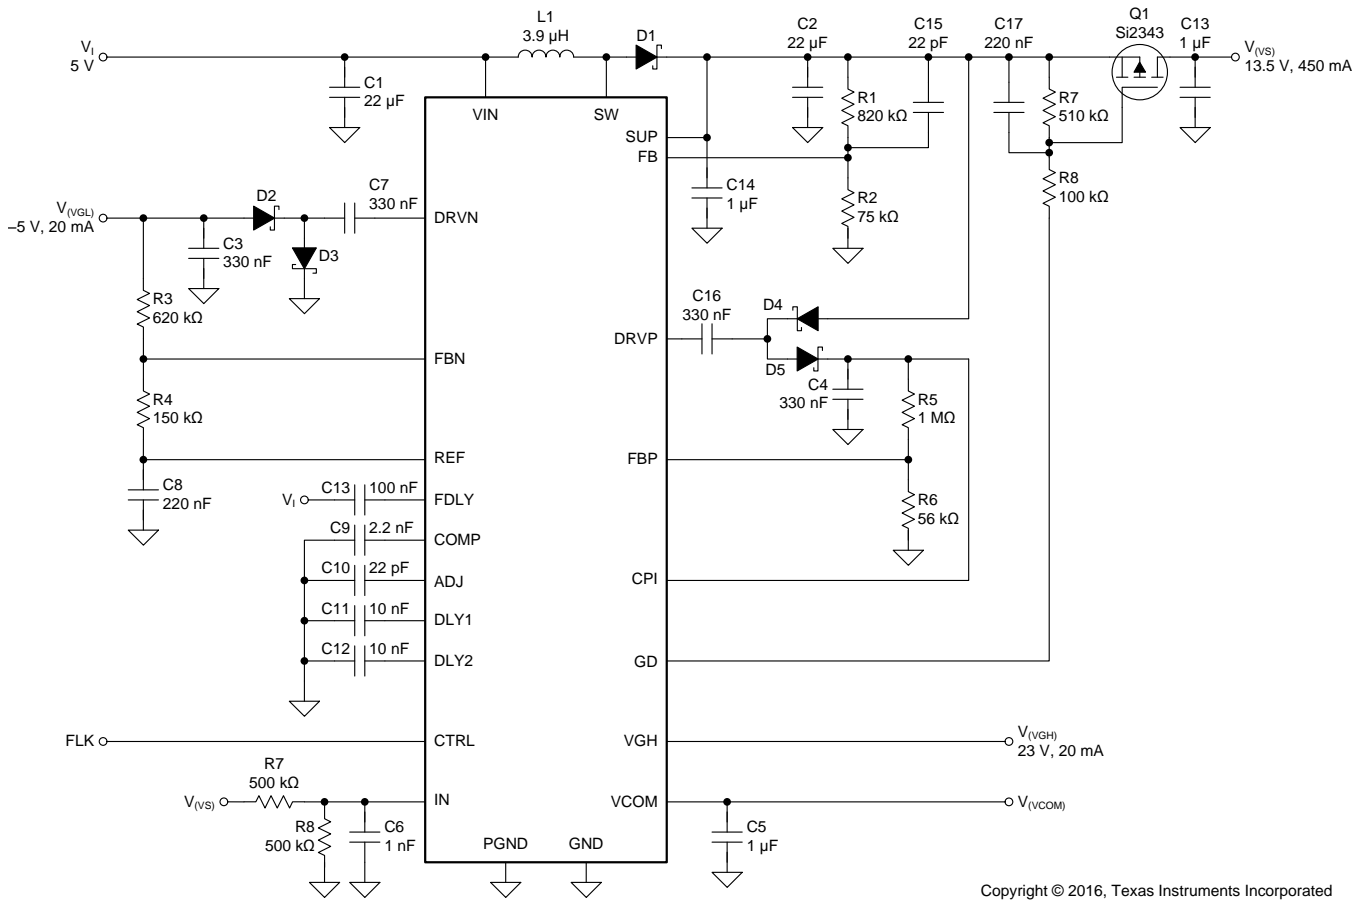 V(VS)
13.5 V, 450 mA
VI
5 V
L1
3.9 µH
D1
C2
22 µF
C15
22 pF
C17
220 nF
Q1
Si2343
C13
1 µF
C1
22 µF
VIN
SW
SUP
FB
R1
820 kΩ
R7
510 kΩ
C14
1 µF
R2
75 kΩ
R8
100 kΩ
V(VGL)
–5 V, 20 mA
D2
C7
330 nF
DRVN
C3
330 nF
D3
R3
620 kΩ
C16
330 nF
D4
DRVP
D5
FBN
C4
330 nF
R5
1 MΩ
R4
150 kΩ
REF
FBP
C8
220 nF
VI
C13
100 nF
FDLY
R6
56 kΩ
C9
2.2 nF
COMP
C10
22 pF
ADJ
CPI
C11
10 nF
DLY1
C12
10 nF
DLY2
GD
FLK
CTRL
VGH
V(VGH)
23 V, 20 mA
R7
500 kΩ
V(VS)
IN
VCOM
V(VCOM)
R8
500 kΩ
C6
1 nF
PGND
GND
C5
1 µF
Copyright © 2016, Texas Instruments Incorporated